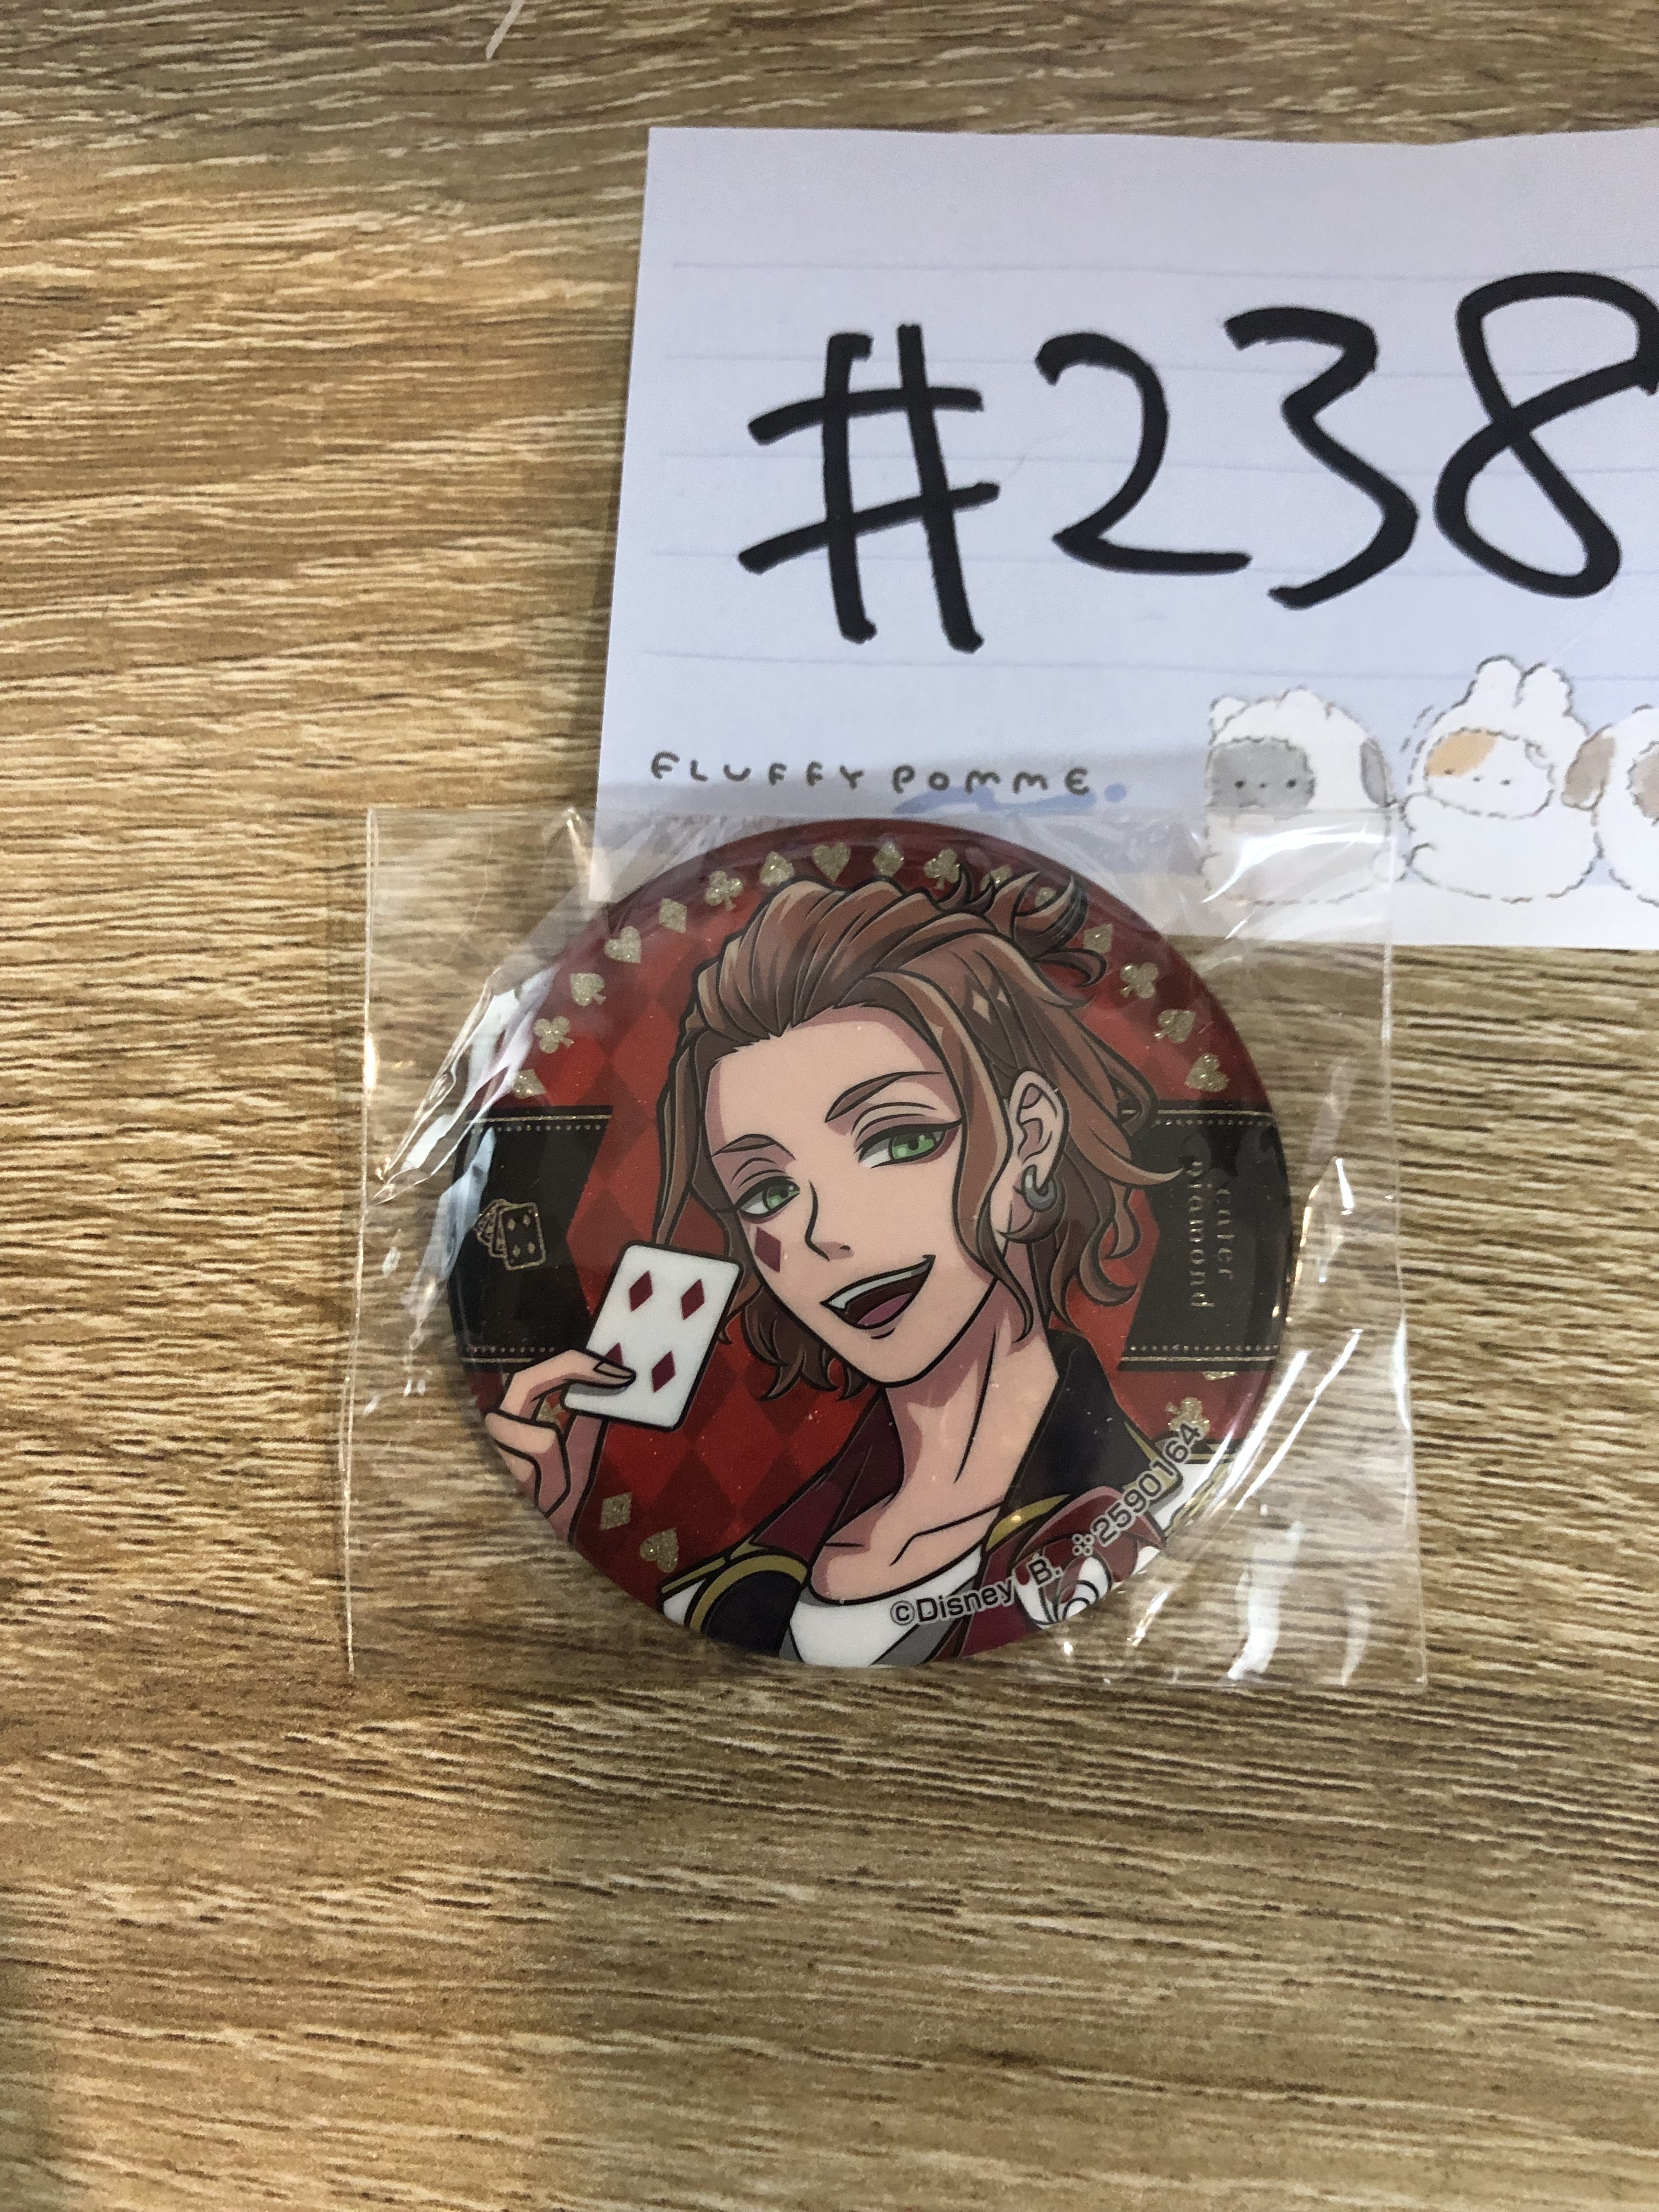 #238
FLUFFY POMME
cater
Diamond
©Disney B. ※2590164